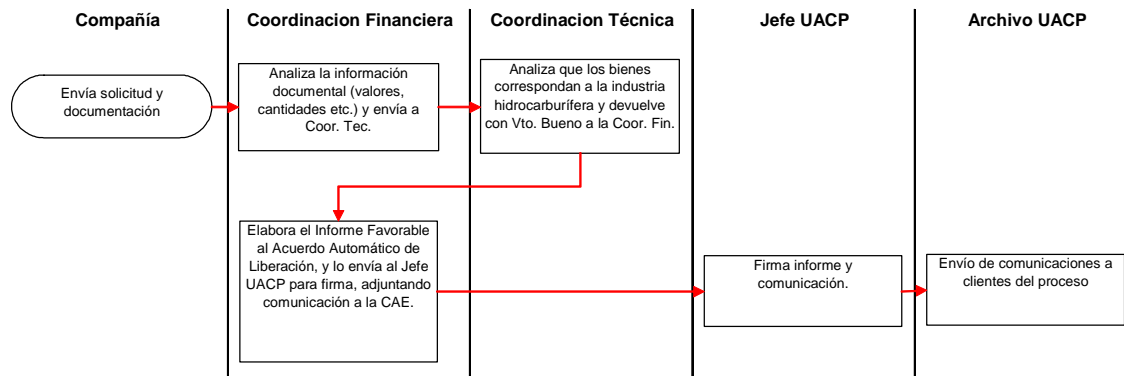 Compañía
Coordinacion Financiera
Coordinacion Técnica
Jefe UACP
Archivo UACP
Envía solicitud y
documentación
Analiza la información
documental (valores,
cantidades etc.) y envía a
Coor. Tec.
Analiza que los bienes
correspondan a la industria
hidrocarburífera y devuelve
con Vto. Bueno a la Coor. Fin.
Elabora el Informe Favorable
al Acuerdo Automático de
Liberación, y lo envía al Jefe
UACP para firma, adjuntando
comunicación a la CAE.
Firma informe y
comunicación.
Envío de comunicaciones a
clientes del proceso